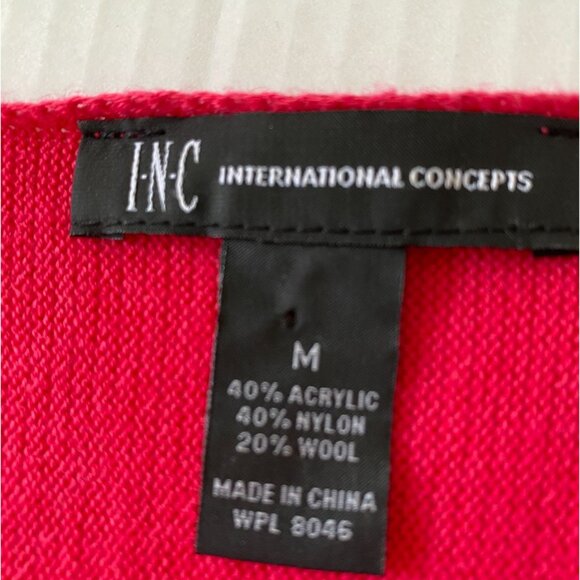 I·N·C INTERNATIONAL CONCEPTS
M
40% ACRYLIC
40% NYLON
20% WOOL
MADE IN CHINA
WPL 8046